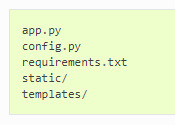 app.py
config.py
requirements.txt
static/
templates/